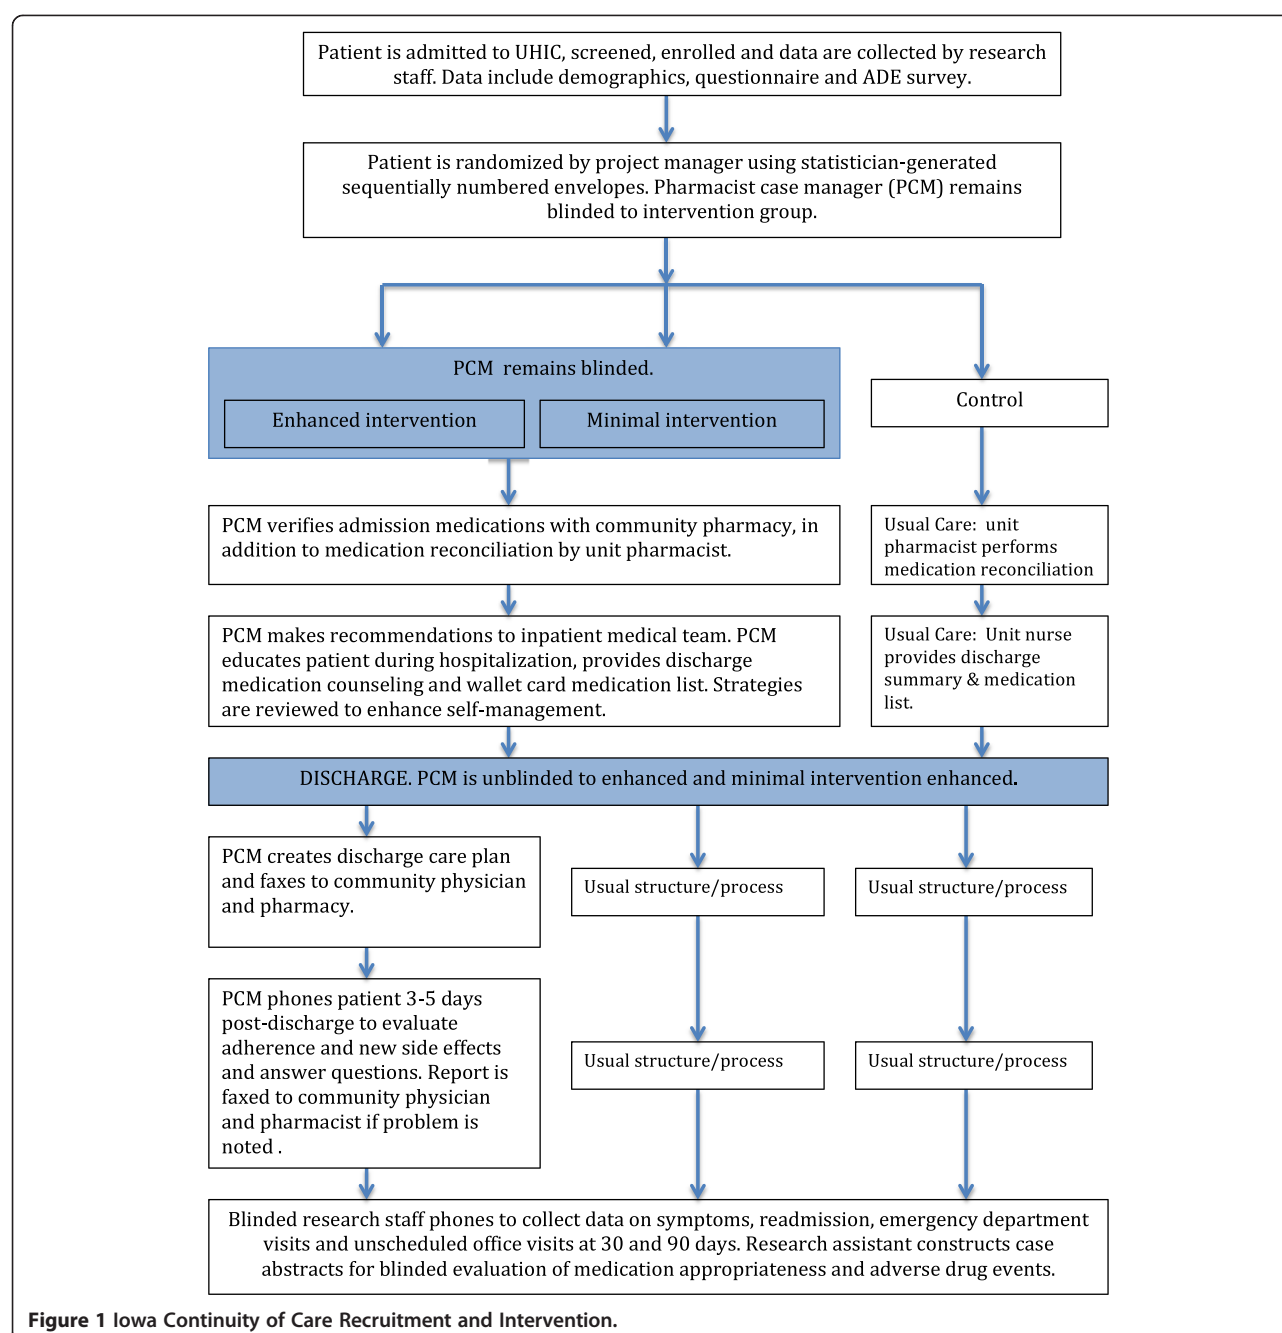 Patient is admitted to UHIC, screened, enrolled and data are collected by research
staff. Data include demographics, questionnaire and ADE survey.
Patient is randomized by project manager using statistician-generated
sequentially numbered envelopes. Pharmacist case manager (PCM) remains
blinded to intervention group.
PCM remains blinded.
Enhanced intervention
Minimal intervention
Control
PCM verifies admission medications with community pharmacy, in
addition to medication reconciliation by unit pharmacist.
Usual Care: unit
pharmacist performs
medication reconciliation
PCM makes recommendations to inpatient medical team. PCM
educates patient during hospitalization, provides discharge
medication counseling and wallet card medication list. Strategies
are reviewed to enhance self-management.
Usual Care: Unit nurse
provides discharge
summary & medication
list.
DISCHARGE. PCM is unblinded to enhanced and minimal intervention enhanced.
PCM creates discharge care plan
and faxes to community physician
and pharmacy.
Usual structure/process
Usual structure/process
PCM phones patient 3-5 days
post-discharge to evaluate
adherence and new side effects
and answer questions. Report is
faxed to community physician
and pharmacist if problem is
noted .
Usual structure/process
Usual structure/process
Blinded research staff phones to collect data on symptoms, readmission, emergency department
visits and unscheduled office visits at 30 and 90 days. Research assistant constructs case
abstracts for blinded evaluation of medication appropriateness and adverse drug events.
Figure 1 Iowa Continuity of Care Recruitment and Intervention.